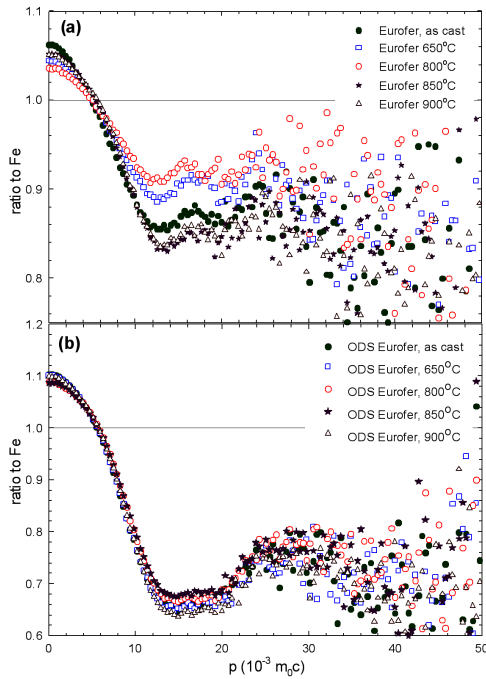 1.1
(a)
Eurofer, as cast
Eurofer 650°C
Eurofer 800°C
Eurofer 850°C
Eurofer 900°C
1.0
0.9
0.8
ratio to Fe
1.2
(b)
ODS Eurofer, as cast
ODS Eurofer, 650°C
ODS Eurofer, 800°C
ODS Eurofer, 850°C
ODS Eurofer, 900°C
1.1
1.0
0.9
0.8
0.7
0.6
ratio to Fe
0 10 20 30 40 50
p (10⁻³ m₀c)